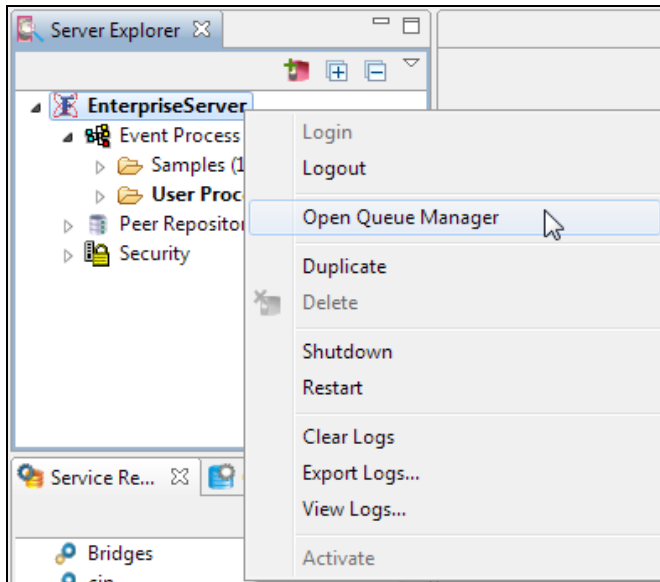 Server Explorer
EnterpriseServer
Event Process
Samples (1
User Proc
Peer Reposito
Security
Login
Logout
Open Queue Manager
Duplicate
Delete
Shutdown
Restart
Clear Logs
Export Logs...
View Logs...
Activate
Service Re...
Bridges